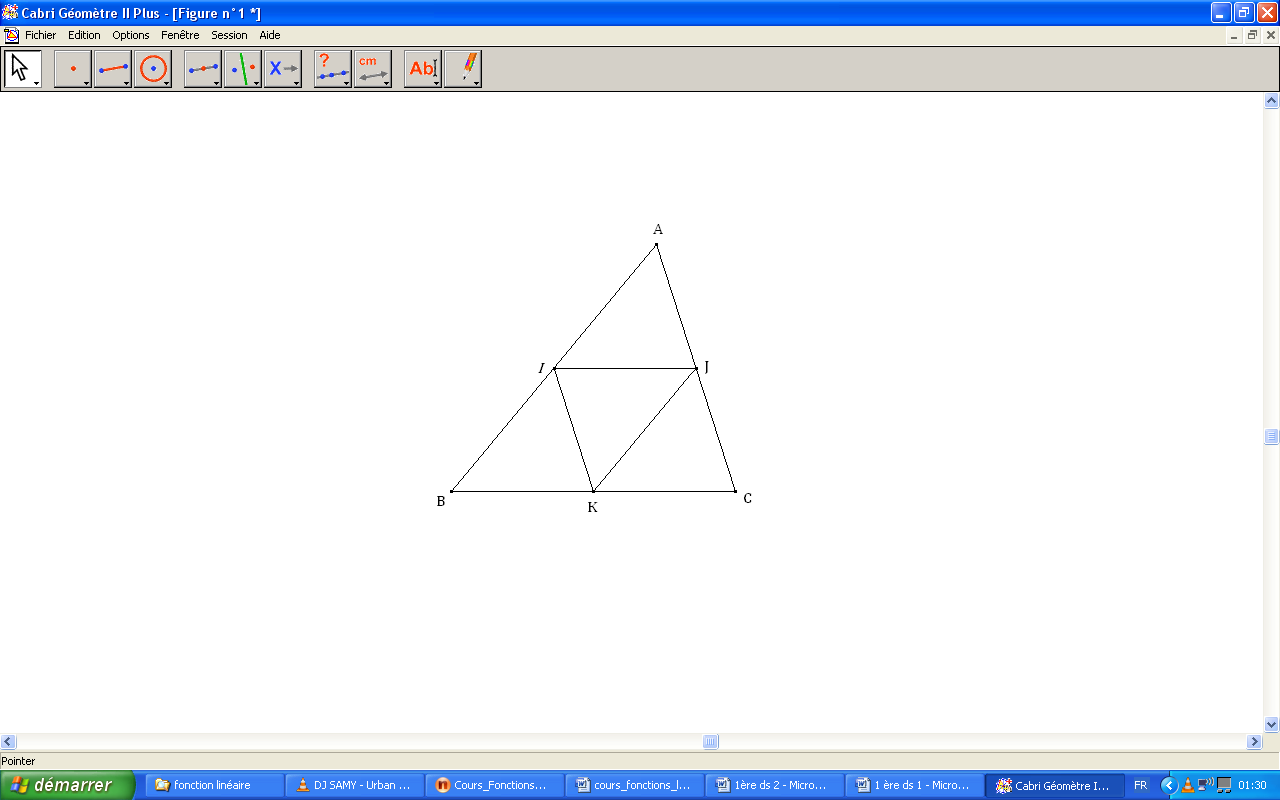 Cabri Géomètre II Plus - [Figure n°1 *]
Fichier Edition Options Fenêtre Session Aide
X ? cm Ab
A
I J
B K C
Pointer
démarrer fonction linéaire DJ SAMY - Urban ... Cours_Fonctions... cours_fonctions_l... 1ère ds 2 - Micro... 1 ère ds 1 - Micro... Cabri Géomètre I... FR 01:30